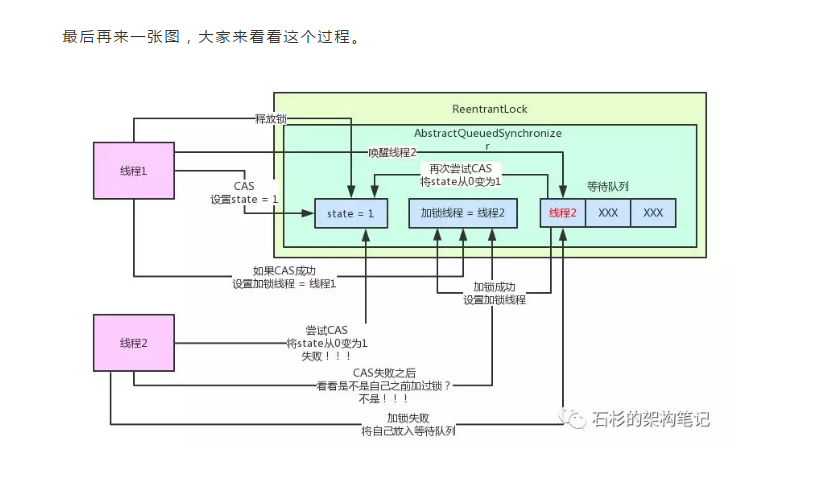 最后再来一张图，大家来看看这个过程。
ReentrantLock
释放锁
AbstractQueuedSynchronize
r
唤醒线程2
线程1
再次尝试CAS
将state从0变为1
等待队列
CAS
设置state = 1
state = 1
加锁线程 = 线程2
线程2
XXX
XXX
如果CAS成功
设置加锁线程 = 线程1
加锁成功
设置加锁线程
线程2
尝试CAS
将state从0变为1
失败！！！
CAS失败之后
看看是不是自己之前加过锁？
不是！！！
加锁失败
将自己放入等待队列
石杉的架构笔记